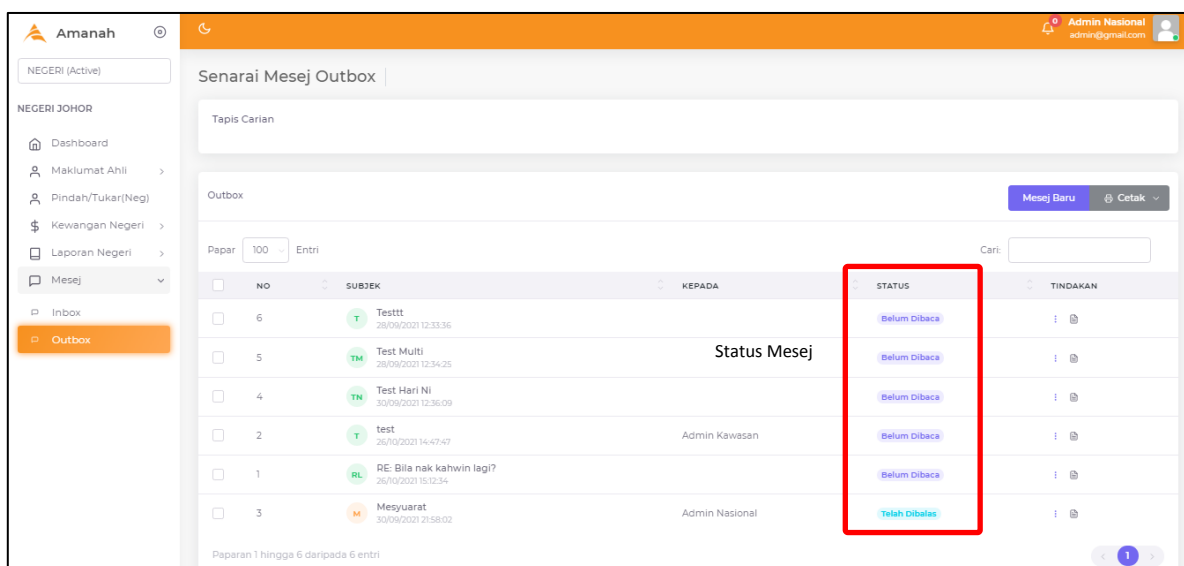 Amanah
0
Admin Nasional
admin@gmail.com
NEGERI (Active)
Senarai Mesej Outbox
NEGERI JOHOR
Tapis Carian
Dashboard
Maklumat Ahli
Pindah/Tukar(Neg)
Kewangan Negeri
Laporan Negeri
Mesej
Inbox
Outbox
Outbox
Mesej Baru
Cetak
Papar 100 Entri
Cari:
NO SUBJEK KEPADA STATUS TINDAKAN
6 T Testtt Belum Dibaca
28/09/2021 12:33:36
Status Mesej
5 TM Test Multi Belum Dibaca
28/09/2021 12:34:25
4 TN Test Hari Ni Belum Dibaca
30/09/2021 12:36:09
2 T test Admin Kawasan Belum Dibaca
26/10/2021 14:47:47
1 RL RE: Bila nak kahwin lagi? Belum Dibaca
26/10/2021 15:12:34
3 M Mesyuarat Admin Nasional Telah Dibalas
30/09/2021 21:58:02
Paparan 1 hingga 6 daripada 6 entri
1